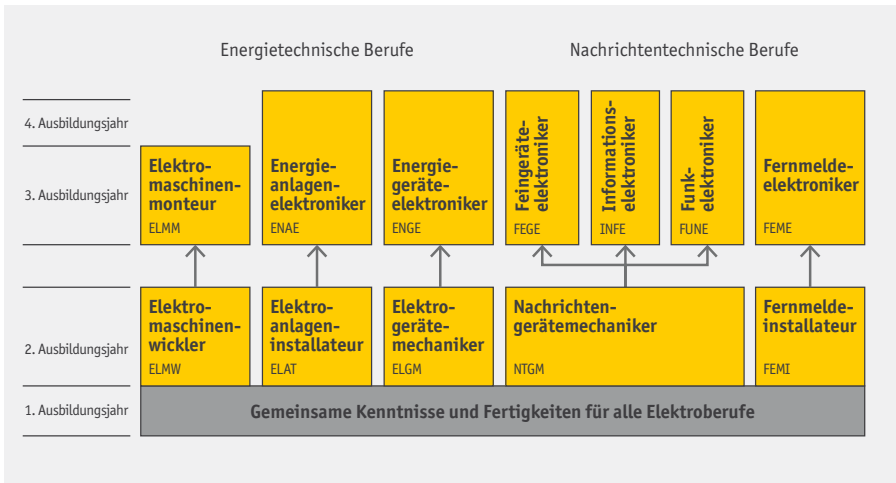 Energietechnische Berufe
Nachrichtentechnische Berufe
4. Ausbildungsjahr
3. Ausbildungsjahr
Elektro-
maschinen-
monteur
ELMM
Energie-
anlagen-
elektroniker
ENAE
Energie-
geräte-
elektroniker
ENGE
Feingeräte-
elektroniker
FEGE
Informations-
elektroniker
INFE
Funk-
elektroniker
FUNE
Fernmelde-
elektroniker
FEME
2. Ausbildungsjahr
Elektro-
maschinen-
wickler
ELMW
Elektro-
anlagen-
installateur
ELAT
Elektro-
geräte-
mechaniker
ELGM
Nachrichten-
gerätemechaniker
NTGM
Fernmelde-
installateur
FEMI
1. Ausbildungsjahr
Gemeinsame Kenntnisse und Fertigkeiten für alle Elektroberufe